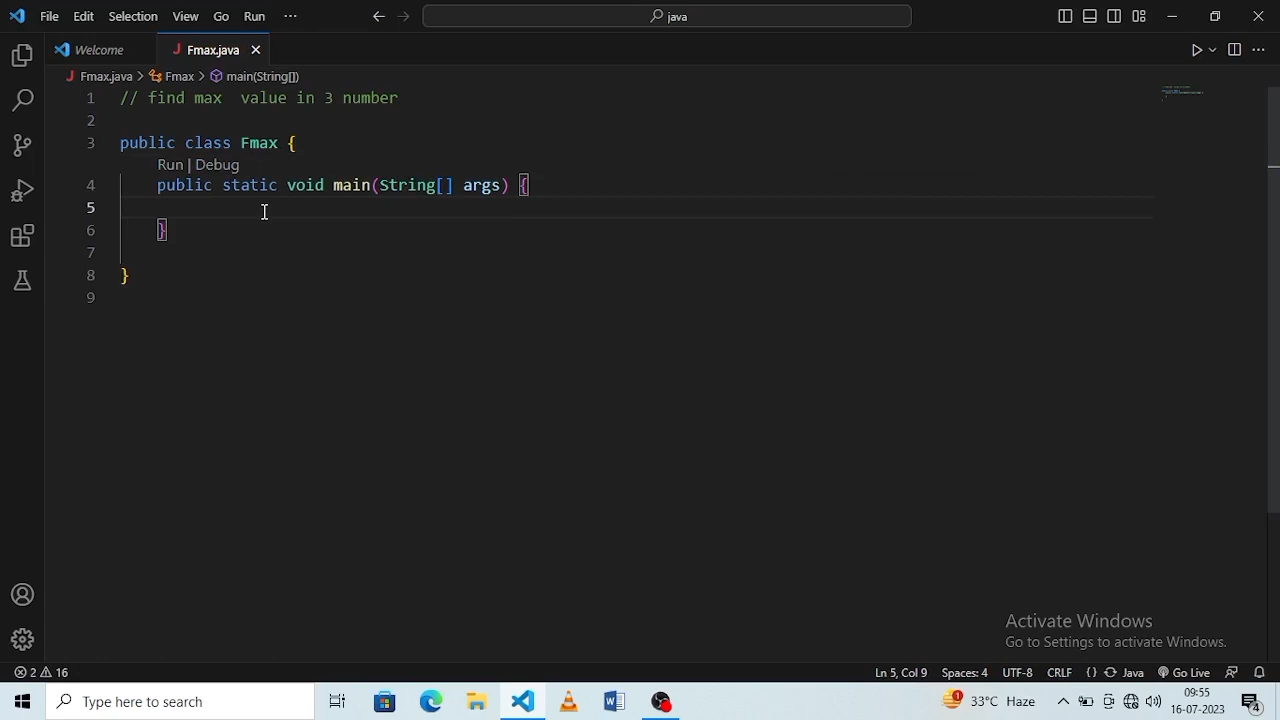 File Edit Selection View Go Run ··· java
Welcome Fmax.java
Fmax.java > Fmax > main(String[])
1 // find max  value in 3 number
2
3 public class Fmax {
Run | Debug
4 public static void main(String[] args) {
5
6 }
7
8 }
9
Activate Windows
Go to Settings to activate Windows.
2 16 Ln 5, Col 9 Spaces: 4 UTF-8 CRLF {} Java Go Live
Type here to search 1 33°C Haze 09:55
16-07-2023 4